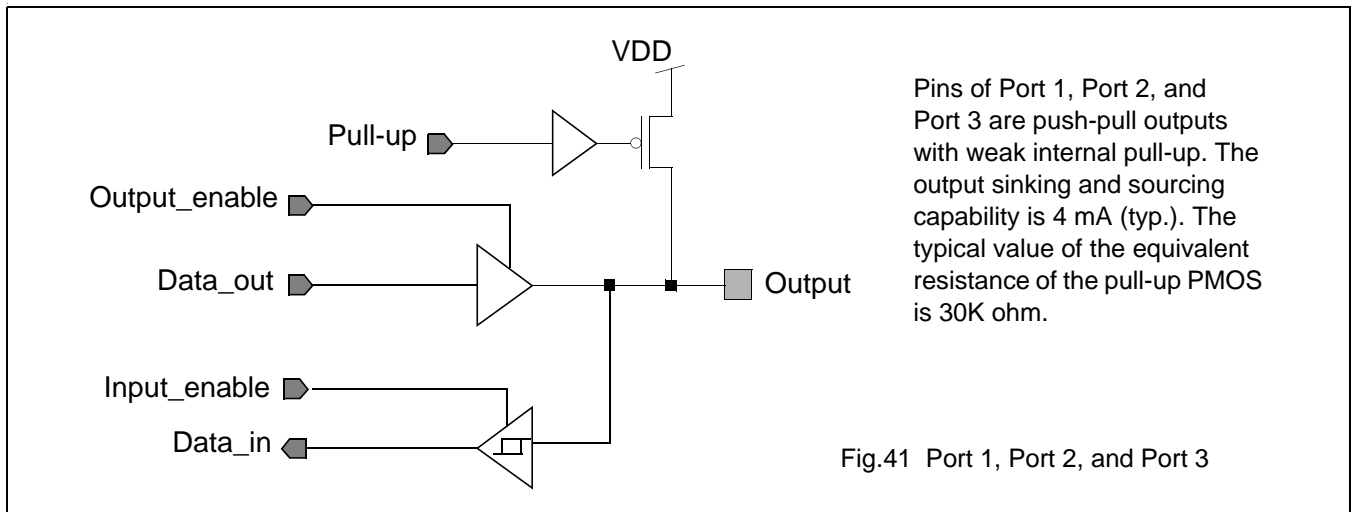 VDD
Pull-up
Output_enable
Data_out
Output
Input_enable
Data_in
Pins of Port 1, Port 2, and
Port 3 are push-pull outputs
with weak internal pull-up. The
output sinking and sourcing
capability is 4 mA (typ.). The
typical value of the equivalent
resistance of the pull-up PMOS
is 30K ohm.
Fig.41 Port 1, Port 2, and Port 3